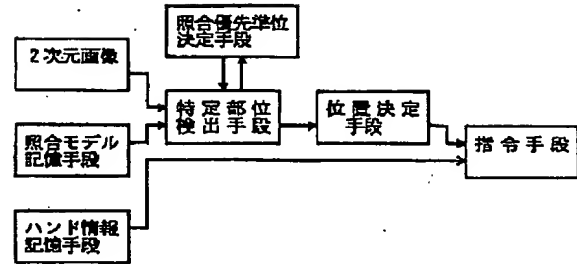 照合優先準位
決定手段
2次元画像
特定部位
検出手段
位置決定
手段
照合モデル
記憶手段
指令手段
ハンド情報
記憶手段